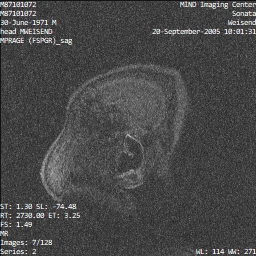 M87101072
M87101072
30-June-1971 M
head MWEISEND
MPRAGE (FSPGR)_sag
MIND Imaging Center
Sonata
Weisend
20-September-2005 10:01:31
ST: 1.30 SL: -74.48
RT: 2730.00 ET: 3.25
FS: 1.49
MR
Images: 7/128
Series: 2
WL: 114 WW: 271